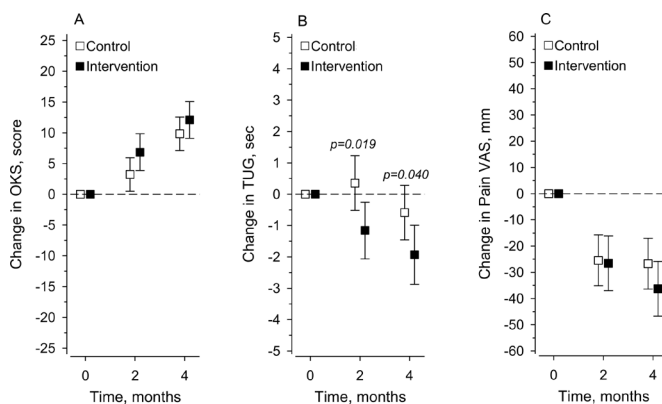 A
Control
Intervention
Change in OKS, score
25
20
15
10
5
0
-5
-10
-15
-20
-25
0 2 4
Time, months
B
Control
Intervention
p=0.019
p=0.040
Change in TUG, sec
5
4
3
2
1
0
-1
-2
-3
-4
-5
0 2 4
Time, months
C
Control
Intervention
Change in Pain VAS, mm
60
50
40
30
20
10
0
-10
-20
-30
-40
-50
-60
0 2 4
Time, months